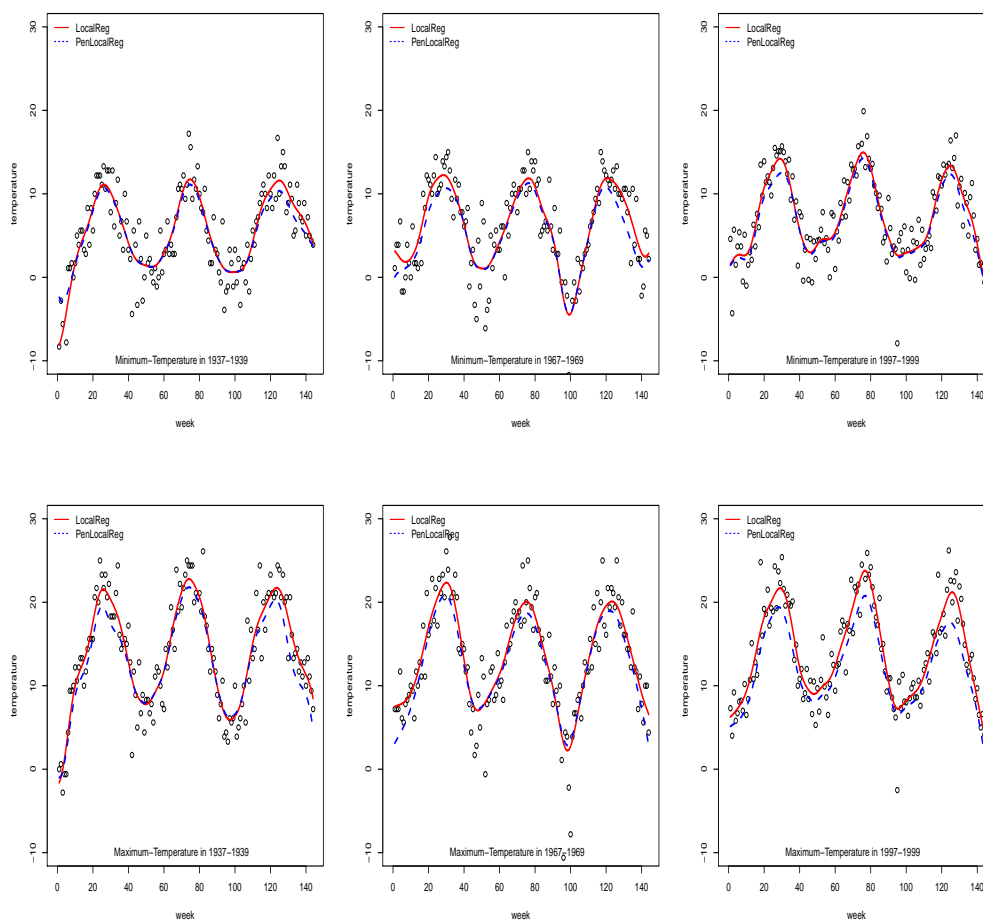 LocalReg
PenLocalReg
30
20
10
0
−10
temperature
Minimum−Temperature in 1937−1939
0 20 40 60 80 100 120 140
week
LocalReg
PenLocalReg
30
20
10
0
−10
temperature
Minimum−Temperature in 1967−1969
0 20 40 60 80 100 120 140
week
LocalReg
PenLocalReg
30
20
10
0
−10
temperature
Minimum−Temperature in 1997−1999
0 20 40 60 80 100 120 140
week
LocalReg
PenLocalReg
30
20
10
0
−10
temperature
Maximum−Temperature in 1937−1939
0 20 40 60 80 100 120 140
week
LocalReg
PenLocalReg
30
20
10
0
−10
temperature
Maximum−Temperature in 1967−1969
0 20 40 60 80 100 120 140
week
LocalReg
PenLocalReg
30
20
10
0
−10
temperature
Maximum−Temperature in 1997−1999
0 20 40 60 80 100 120 140
week